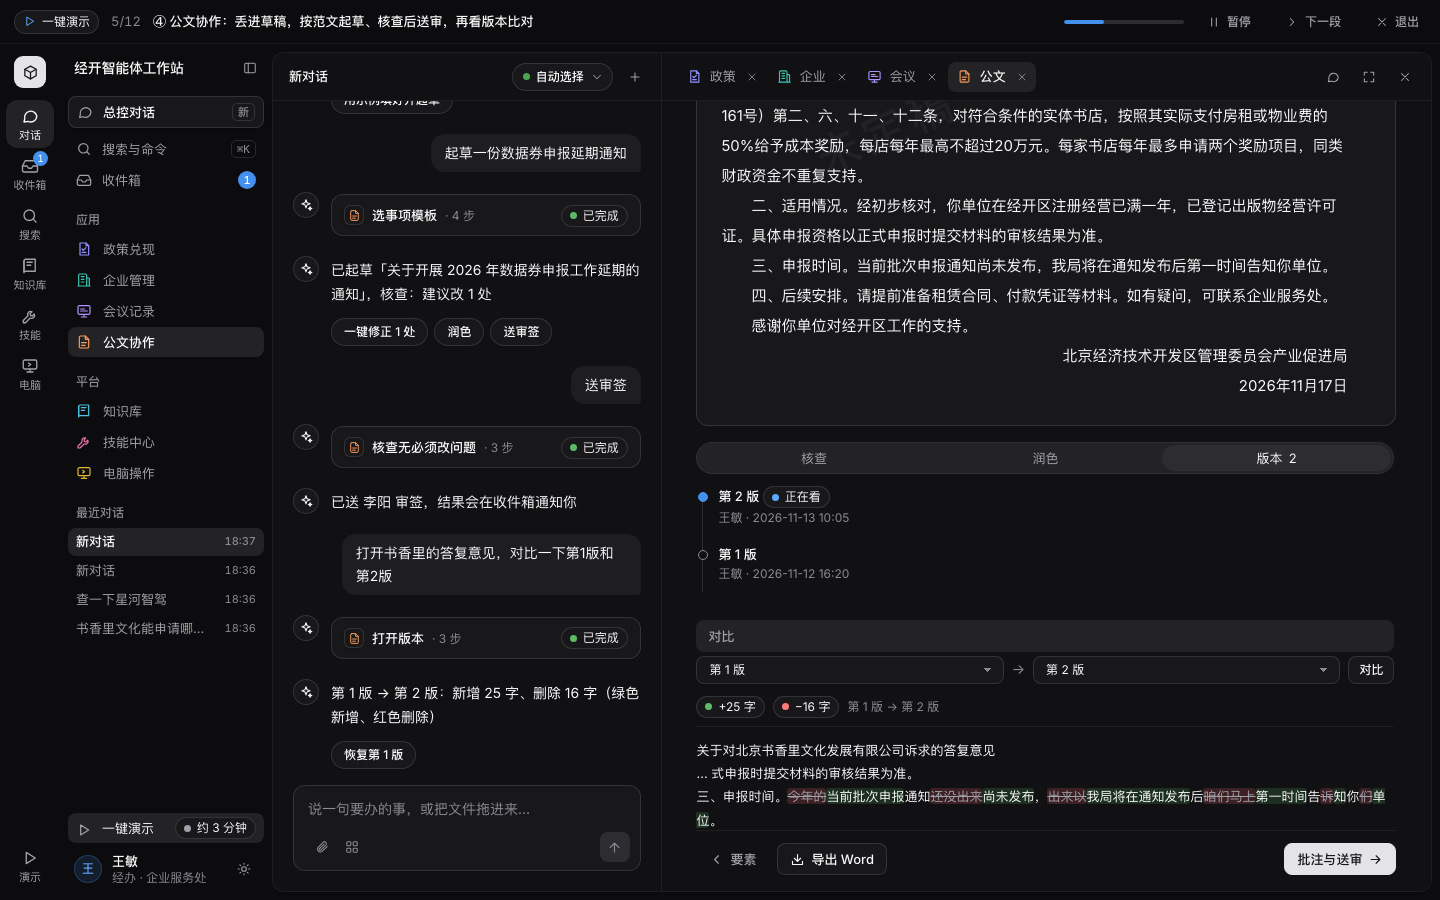 一键演示
5/12
④ 公文协作：丢进草稿，按范文起草、核查后送审，再看版本比对
暂停
下一段
退出
对话
1
收件箱
搜索
知识库
技能
电脑
演示
经开智能体工作站
总控对话
新
搜索与命令
⌘K
收件箱
1
应用
政策兑现
企业管理
会议记录
公文协作
平台
知识库
技能中心
电脑操作
最近对话
新对话 18:37
新对话 18:36
查一下星河智驾 18:36
书香里文化能申请哪... 18:36
一键演示
约 3 分钟
王
王敏
经办 · 企业服务处
新对话
自动选择
起草一份数据券申报延期通知
选事项模板 · 4 步
已完成
已起草「关于开展 2026 年数据券申报工作延期的
通知」，核查：建议改 1 处
一键修正 1 处
润色
送审签
送审签
核查无必须改问题 · 3 步
已完成
已送 李阳 审签，结果会在收件箱通知你
打开书香里的答复意见，对比一下第1版和
第2版
打开版本 · 3 步
已完成
第 1 版 → 第 2 版：新增 25 字、删除 16 字（绿色
新增、红色删除）
恢复第 1 版
说一句要办的事，或把文件拖进来...
政策
企业
会议
公文
161号）第二、六、十一、十二条，对符合条件的实体书店，按照其实际支付房租或物业费的
50%给予成本奖励，每店每年最高不超过20万元。每家书店每年最多申请两个奖励项目，同类
财政资金不重复支持。
二、适用情况。经初步核对，你单位在经开区注册经营已满一年，已登记出版物经营许可
证。具体申报资格以正式申报时提交材料的审核结果为准。
三、申报时间。当前批次申报通知尚未发布，我局将在通知发布后第一时间告知你单位。
四、后续安排。请提前准备租赁合同、付款凭证等材料。如有疑问，可联系企业服务处。
感谢你单位对经开区工作的支持。
北京经济技术开发区管理委员会产业促进局
2026年11月17日
核查
润色
版本 2
第 2 版
正在看
王敏 · 2026-11-13 10:05
第 1 版
王敏 · 2026-11-12 16:20
对比
第 1 版
→
第 2 版
对比
+25 字
−16 字
第 1 版 → 第 2 版
关于对北京书香里文化发展有限公司诉求的答复意见
... 式申报时提交材料的审核结果为准。
三、申报时间。今年的当前批次申报通知还没出来尚未发布，出来以我局将在通知发布后咱们马上第一时间告诉知你们单
位。
要素
导出 Word
批注与送审 →